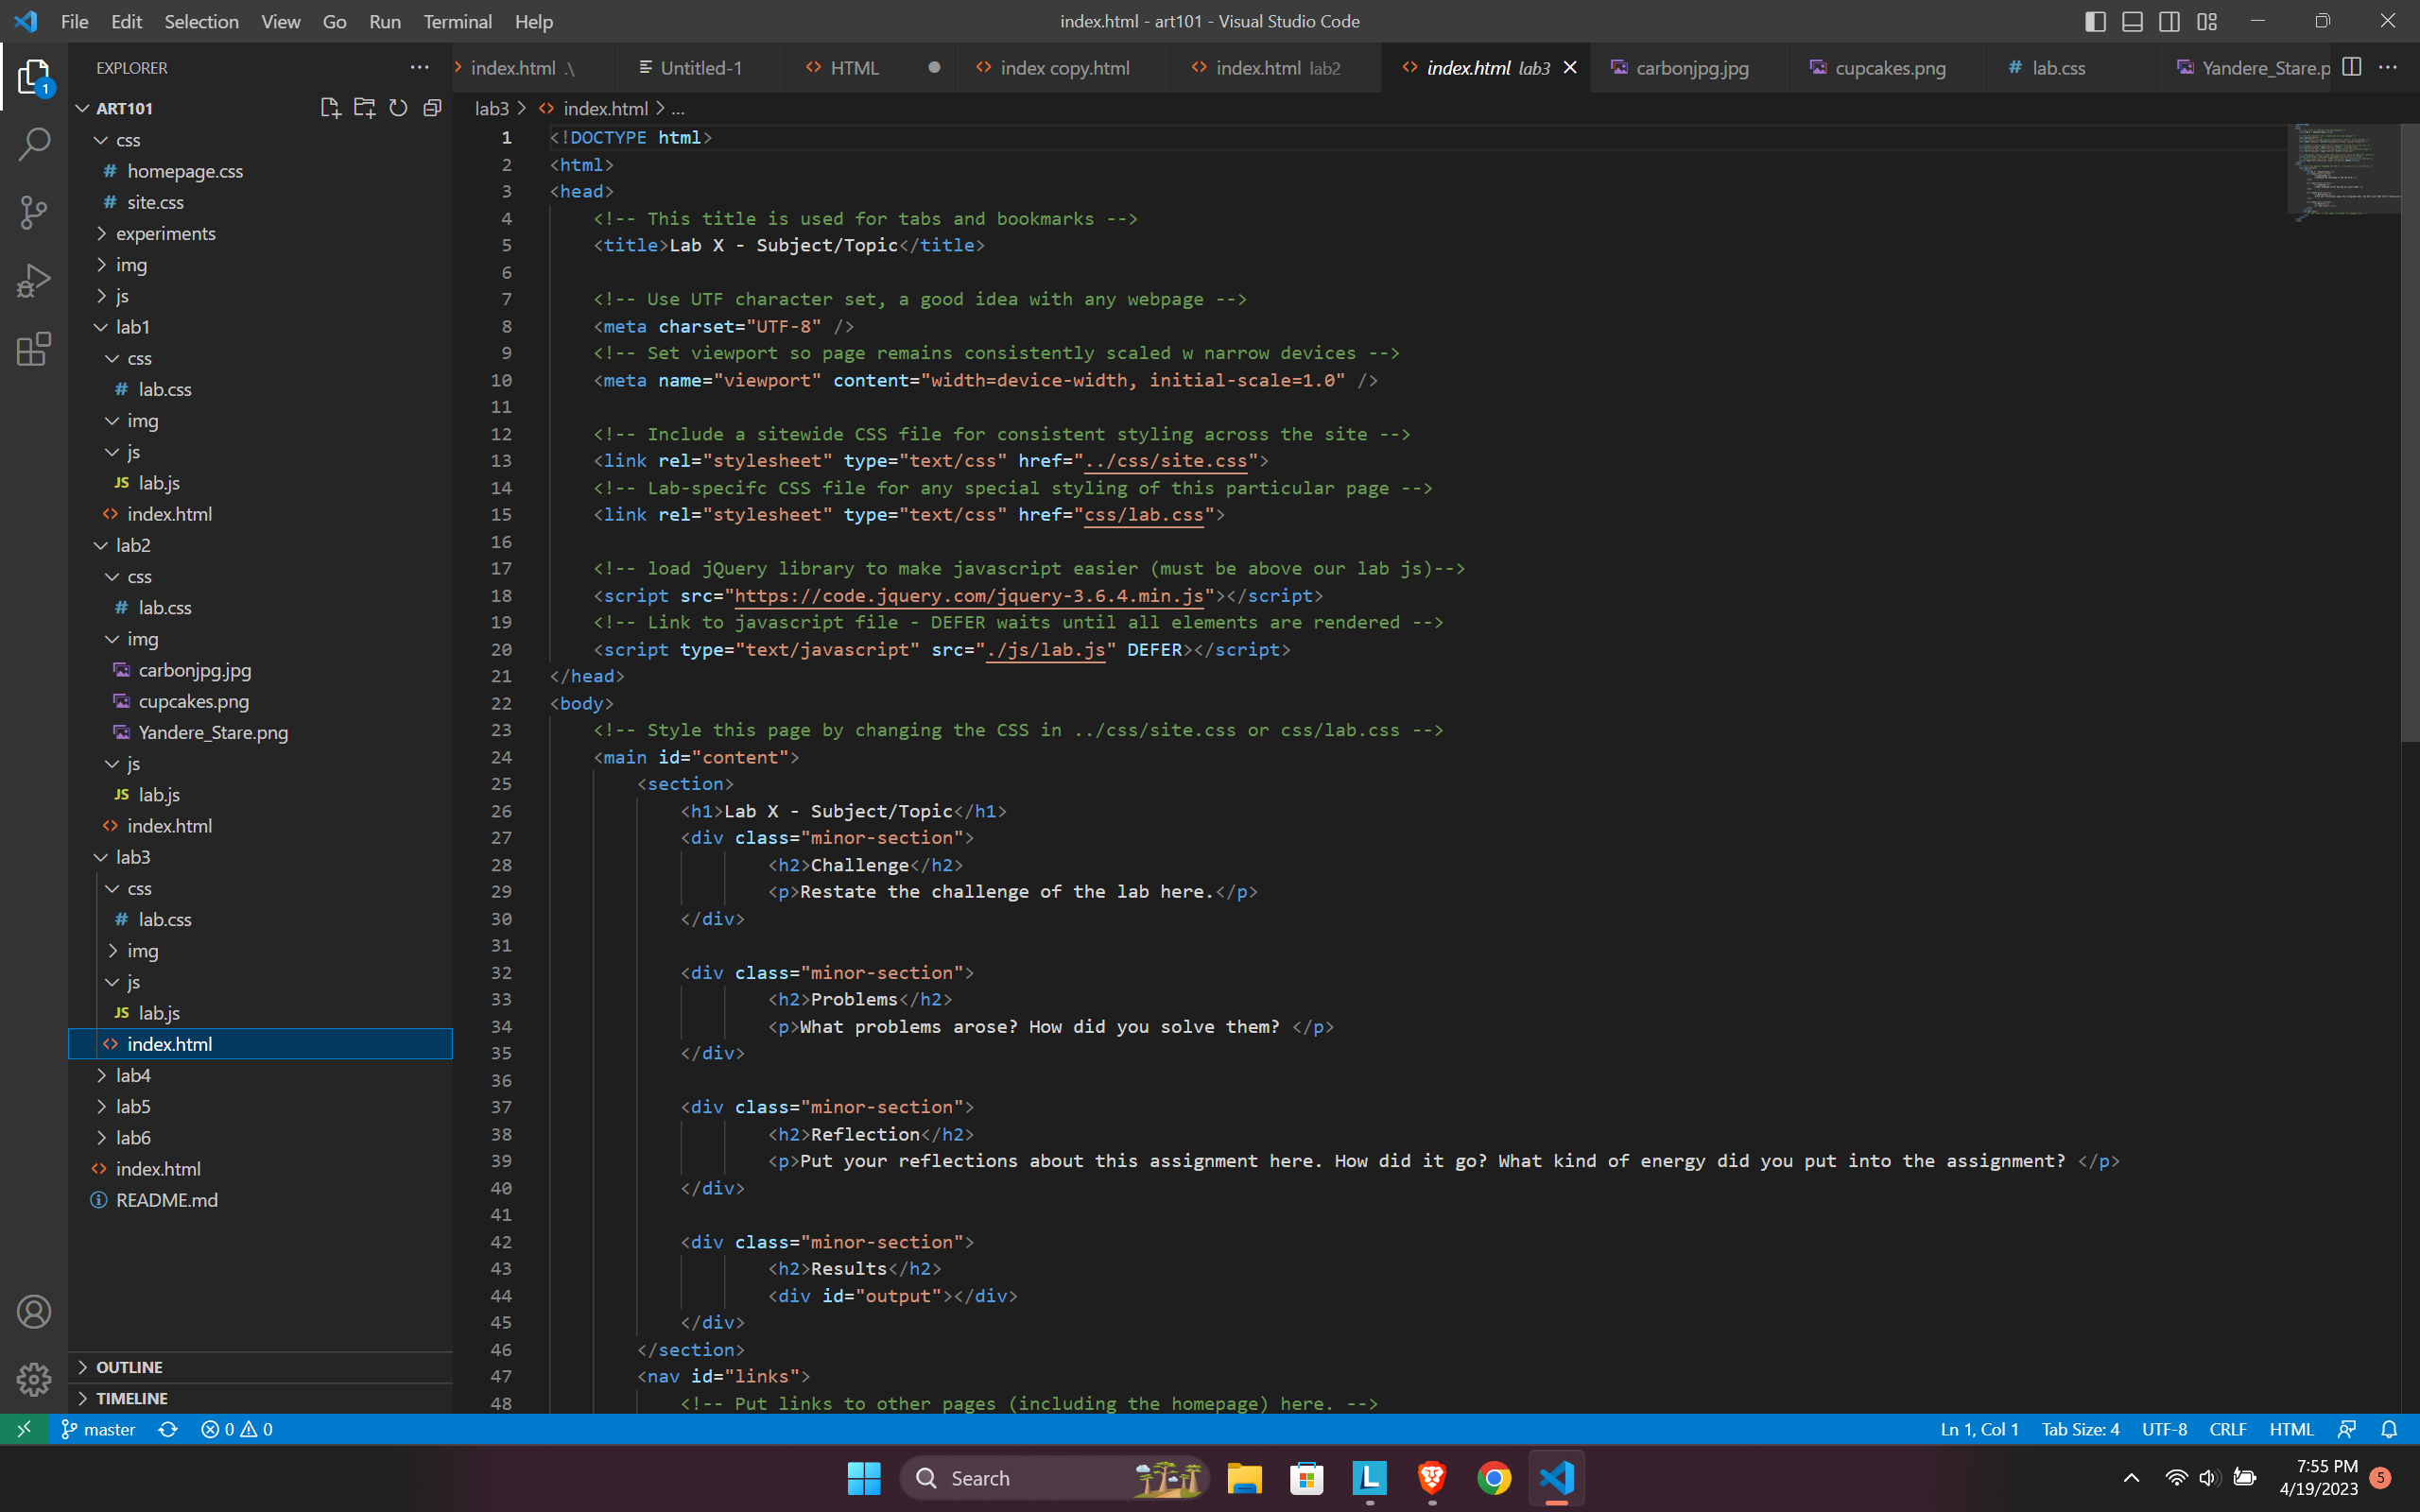 File Edit Selection View Go Run Terminal Help
index.html - art101 - Visual Studio Code
1
EXPLORER
index.html .\
Untitled-1
HTML
index copy.html
index.html lab2
index.html lab3
carbonjpg.jpg
cupcakes.png
lab.css
Yandere_Stare.p
ART101
css
homepage.css
site.css
experiments
img
js
lab1
css
lab.css
img
js
JS lab.js
index.html
lab2
css
lab.css
img
carbonjpg.jpg
cupcakes.png
Yandere_Stare.png
js
JS lab.js
index.html
lab3
css
lab.css
img
js
JS lab.js
index.html
lab4
lab5
lab6
index.html
README.md
OUTLINE
TIMELINE
lab3 > index.html > ...
1 <!DOCTYPE html>
2 <html>
3 <head>
4 <!-- This title is used for tabs and bookmarks -->
5 <title>Lab X - Subject/Topic</title>
6
7 <!-- Use UTF character set, a good idea with any webpage -->
8 <meta charset="UTF-8" />
9 <!-- Set viewport so page remains consistently scaled w narrow devices -->
10 <meta name="viewport" content="width=device-width, initial-scale=1.0" />
11
12 <!-- Include a sitewide CSS file for consistent styling across the site -->
13 <link rel="stylesheet" type="text/css" href="../css/site.css">
14 <!-- Lab-specifc CSS file for any special styling of this particular page -->
15 <link rel="stylesheet" type="text/css" href="css/lab.css">
16
17 <!-- load jQuery library to make javascript easier (must be above our lab js)-->
18 <script src="https://code.jquery.com/jquery-3.6.4.min.js"></script>
19 <!-- Link to javascript file - DEFER waits until all elements are rendered -->
20 <script type="text/javascript" src="./js/lab.js" DEFER></script>
21 </head>
22 <body>
23 <!-- Style this page by changing the CSS in ../css/site.css or css/lab.css -->
24 <main id="content">
25 <section>
26 <h1>Lab X - Subject/Topic</h1>
27 <div class="minor-section">
28 <h2>Challenge</h2>
29 <p>Restate the challenge of the lab here.</p>
30 </div>
31
32 <div class="minor-section">
33 <h2>Problems</h2>
34 <p>What problems arose? How did you solve them? </p>
35 </div>
36
37 <div class="minor-section">
38 <h2>Reflection</h2>
39 <p>Put your reflections about this assignment here. How did it go? What kind of energy did you put into the assignment? </p>
40 </div>
41
42 <div class="minor-section">
43 <h2>Results</h2>
44 <div id="output"></div>
45 </div>
46 </section>
47 <nav id="links">
48 <!-- Put links to other pages (including the homepage) here. -->
master
0 0
Ln 1, Col 1
Tab Size: 4
UTF-8
CRLF
HTML
Search
L
7:55 PM
4/19/2023
5